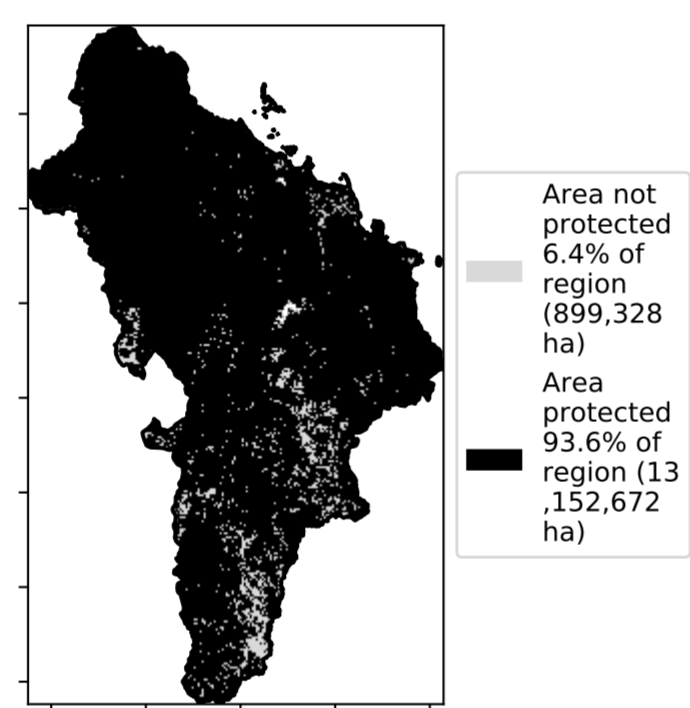 Area not
protected
6.4% of
region
(899,328
ha)
Area
protected
93.6% of
region (13
,152,672
ha)